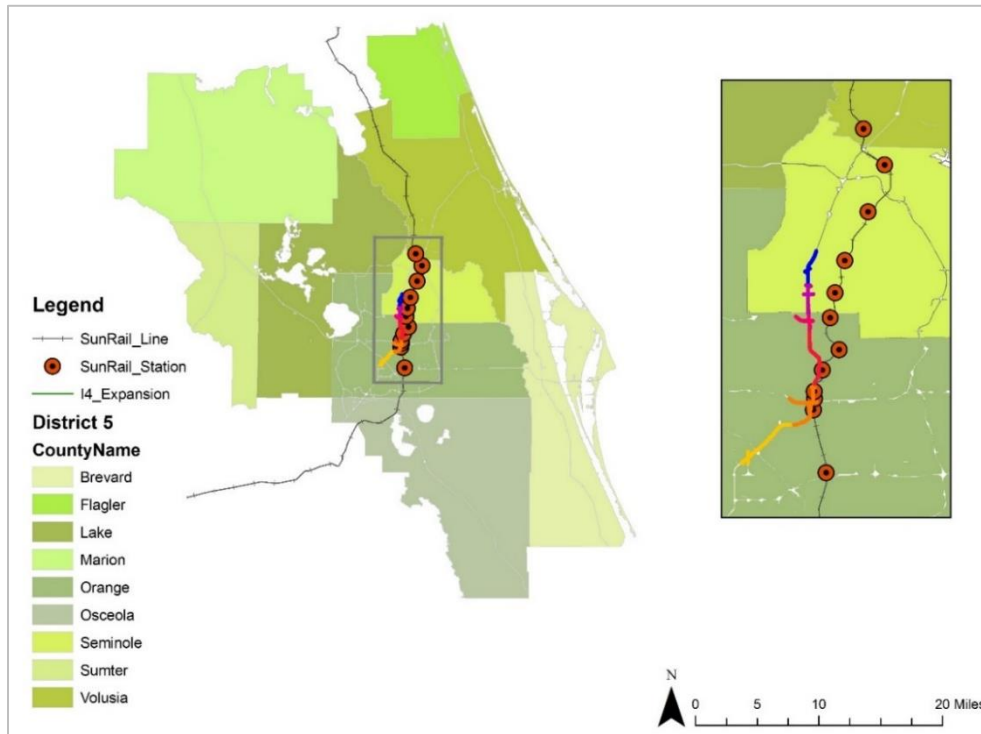 Legend
SunRail_Line
SunRail_Station
I4_Expansion
District 5
CountyName
Brevard
Flagler
Lake
Marion
Orange
Osceola
Seminole
Sumter
Volusia
N
0 5 10 20 Miles